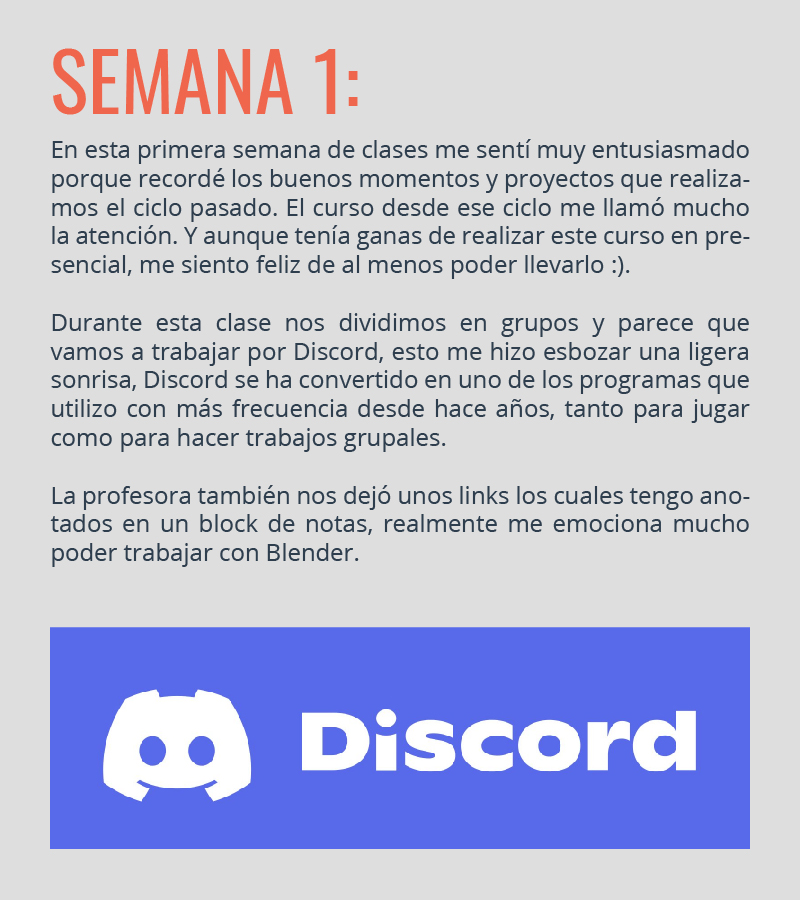 SEMANA 1:
En esta primera semana de clases me sentí muy entusiasmado
porque recordé los buenos momentos y proyectos que realiza-
mos el ciclo pasado. El curso desde ese ciclo me llamó mucho
la atención. Y aunque tenía ganas de realizar este curso en pre-
sencial, me siento feliz de al menos poder llevarlo :).
Durante esta clase nos dividimos en grupos y parece que
vamos a trabajar por Discord, esto me hizo esbozar una ligera
sonrisa, Discord se ha convertido en uno de los programas que
utilizo con más frecuencia desde hace años, tanto para jugar
como para hacer trabajos grupales.
La profesora también nos dejó unos links los cuales tengo ano-
tados en un block de notas, realmente me emociona mucho
poder trabajar con Blender.
Discord